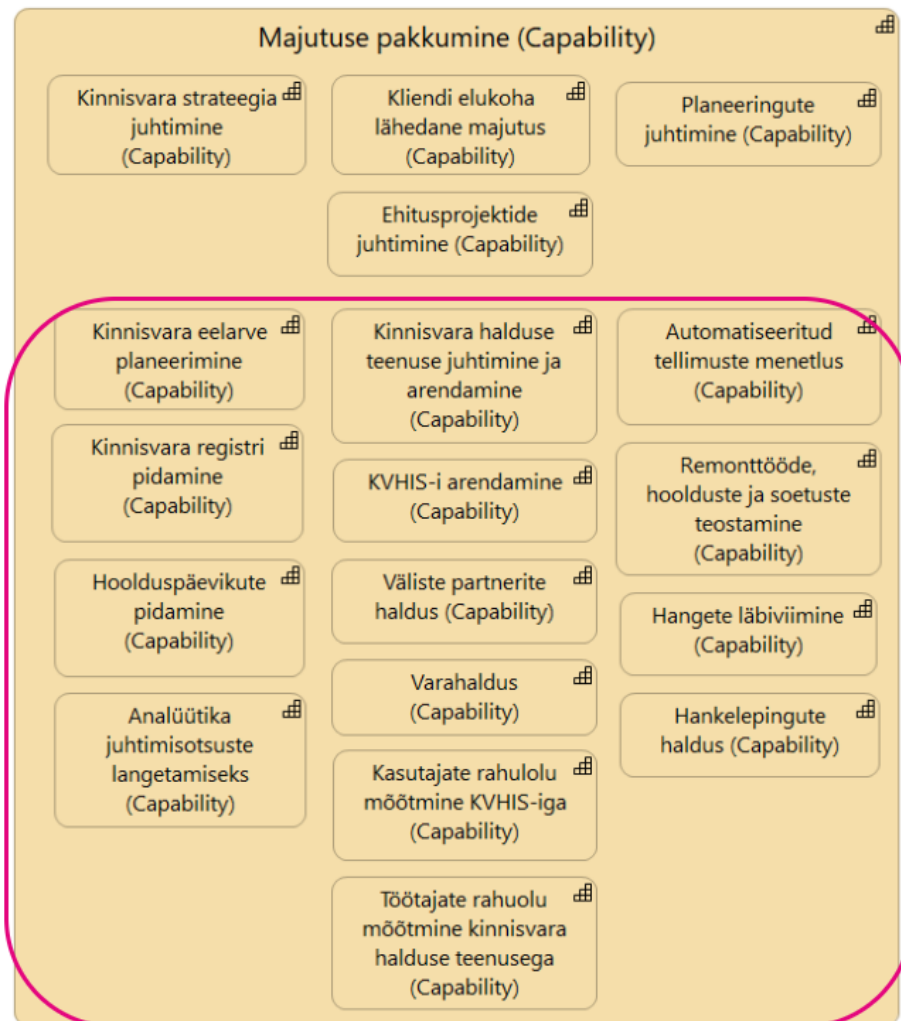 Majutuse pakkumine (Capability)
Kinnisvara strateegia
juhtimine
(Capability)
Kliendi elukoha
lähedane majutus
(Capability)
Planeeringute
juhtimine (Capability)
Ehitusprojektide
juhtimine (Capability)
Kinnisvara eelarve
planeerimine
(Capability)
Kinnisvara halduse
teenuse juhtimine ja
arendamine
(Capability)
Automatiseeritud
tellimuste menetlus
(Capability)
Kinnisvara registri
pidamine
(Capability)
KVHIS-i arendamine
(Capability)
Remonttööde,
hoolduste ja soetuste
teostamine
(Capability)
Hoolduspäevikute
pidamine
(Capability)
Väliste partnerite
haldus (Capability)
Hangete läbiviimine
(Capability)
Analüütika
juhtimisotsuste
langetamiseks
(Capability)
Varahaldus
(Capability)
Hankelepingute
haldus (Capability)
Kasutajate rahulolu
mõõtmine KVHIS-iga
(Capability)
Töötajate rahuolu
mõõtmine kinnisvara
halduse teenusega
(Capability)